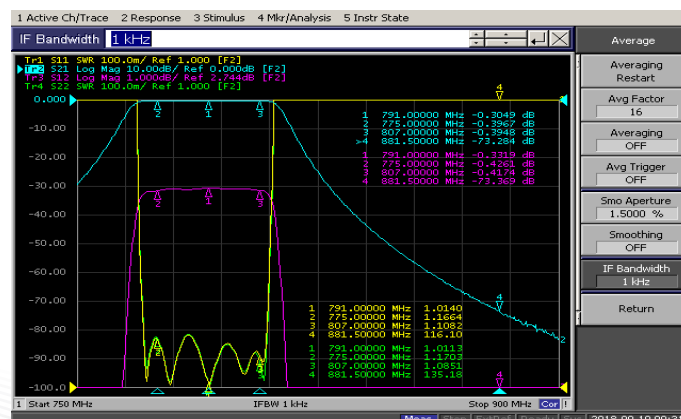 1 Active Ch/Trace 2 Response 3 Stimulus 4 Mkr/Analysis 5 Instr State
IF Bandwidth 1 kHz
Tr1 S11 SWR 100.0m/ Ref 1.000 [F2]
Tr2 S21 Log Mag 10.00dB/ Ref 0.000dB [F2]
Tr3 S12 Log Mag 1.000dB/ Ref 2.744dB [F2]
Tr4 S22 SWR 100.0m/ Ref 1.000 [F2]
0.000
-10.00
-20.00
-30.00
-40.00
-50.00
-60.00
-70.00
-80.00
-90.00
-100.0
4
2 1 3
1 791.00000 MHz -0.3049 dB
2 775.00000 MHz -0.3967 dB
3 807.00000 MHz -0.3948 dB
>4 881.50000 MHz -73.284 dB
1 791.00000 MHz -0.3319 dB
2 775.00000 MHz -0.4261 dB
3 807.00000 MHz -0.4174 dB
4 881.50000 MHz -73.369 dB
2 1 3
4
1 791.00000 MHz 1.0140
2 775.00000 MHz 1.1664
3 807.00000 MHz 1.1082
4 881.50000 MHz 116.10
1 791.00000 MHz 1.0113
2 775.00000 MHz 1.1703
3 807.00000 MHz 1.0851
4 881.50000 MHz 135.18
2
4
1 Start 750 MHz IFBW 1 kHz Stop 900 MHz Cor !
Average
Averaging
Restart
Avg Factor
16
Averaging
OFF
Avg Trigger
OFF
Smo Aperture
1.5000 %
Smoothing
OFF
IF Bandwidth
1 kHz
Return